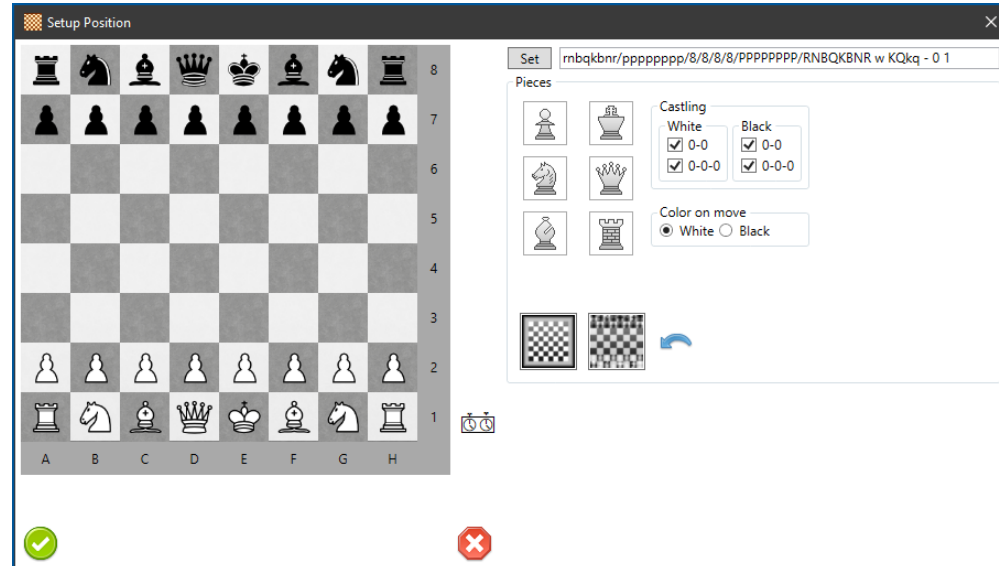 Setup Position
Set rnbqkbnr/pppppppp/8/8/8/8/PPPPPPPP/RNBQKBNR w KQkq - 0 1
Pieces
Castling
White Black
0-0 0-0
0-0-0 0-0-0
Color on move
White Black
8
7
6
5
4
3
2
1
A B C D E F G H